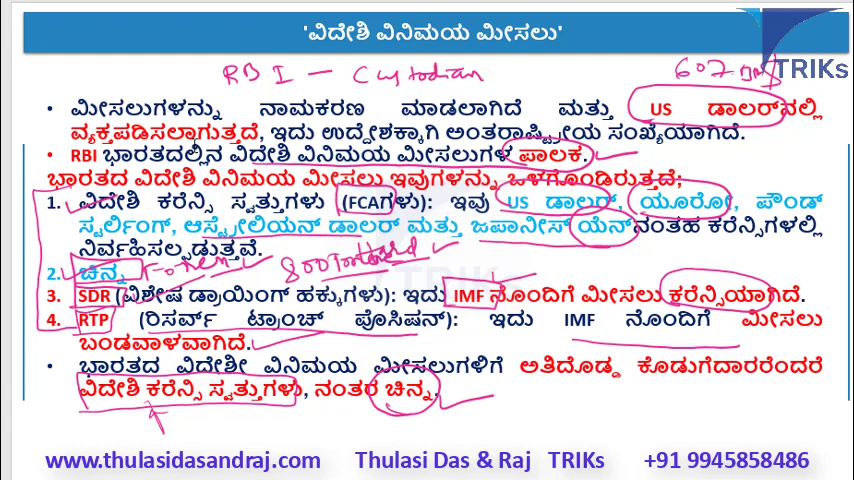 'ವಿದೇಶಿ ವಿನಿಮಯ ಮೀಸಲು'
TRIKs
RBI - Custodian
• ಮೀಸಲುಗಳನ್ನು ನಾಮಕರಣ ಮಾಡಲಾಗಿದೆ ಮತ್ತು US ಡಾಲರ್‌ನಲ್ಲಿ
ವ್ಯಕ್ತಪಡಿಸಲ್ಪಾಗುತ್ತದೆ, ಇದು ಉದ್ದೇಶಕ್ಕಾಗಿ ಅಂತರಾಷ್ಟ್ರೀಯ ಸಂಖ್ಯೆಯಾಗಿದೆ.
• RBI ಭಾರತದಲ್ಲಿನ ವಿದೇಶಿ ವಿನಿಮಯ ಮೀಸಲುಗಳ ಪಾಲಕ.
ಭಾರತದ ವಿದೇಶಿ ವಿನಿಮಯ ಮೀಸಲು ಇವುಗಳನ್ನು ಒಳಗೊಂಡಿರುತ್ತದೆ;
1. ವಿದೇಶಿ ಕರೆನ್ಸಿ ಸ್ವತ್ತುಗಳು (FCAಗಳು): ಇವು US ಡಾಲರ್, ಯೂರೋ, ಪೌಂಡ್
ಸ್ಟರ್ಲಿಂಗ್, ಆಸ್ಟ್ರೇಲಿಯನ್ ಡಾಲರ್ ಮತ್ತು ಜಪಾನೀಸ್ ಯೆನ್‌ನಂತಹ ಕರೆನ್ಸಿಗಳಲ್ಲಿ
ನಿರ್ವಹಿಸಲ್ಪಡುತ್ತವೆ.
2. ಚಿನ್ನ 800
3. SDR (ವಿಶೇಷ ಡ್ರಾಯಿಂಗ್ ಹಕ್ಕುಗಳು): ಇದು IMF ನೊಂದಿಗೆ ಮೀಸಲು ಕರೆನ್ಸಿಯಾಗಿದೆ.
4. RTP (ರಿಸರ್ವ್ ಟ್ರಾಂಚ್ ಪೊಸಿಷನ್): ಇದು IMF ನೊಂದಿಗೆ ಮೀಸಲು
ಬಂಡವಾಳವಾಗಿದೆ.
• ಭಾರತದ ವಿದೇಶೀ ವಿನಿಮಯ ಮೀಸಲುಗಳಿಗೆ ಅತಿದೊಡ್ಡ ಕೊಡುಗೆದಾರರೆಂದರೆ
ವಿದೇಶಿ ಕರೆನ್ಸಿ ಸ್ವತ್ತುಗಳು, ನಂತರ ಚಿನ್ನ.
www.thulasidasandraj.com Thulasi Das & Raj TRIKs +91 9945858486